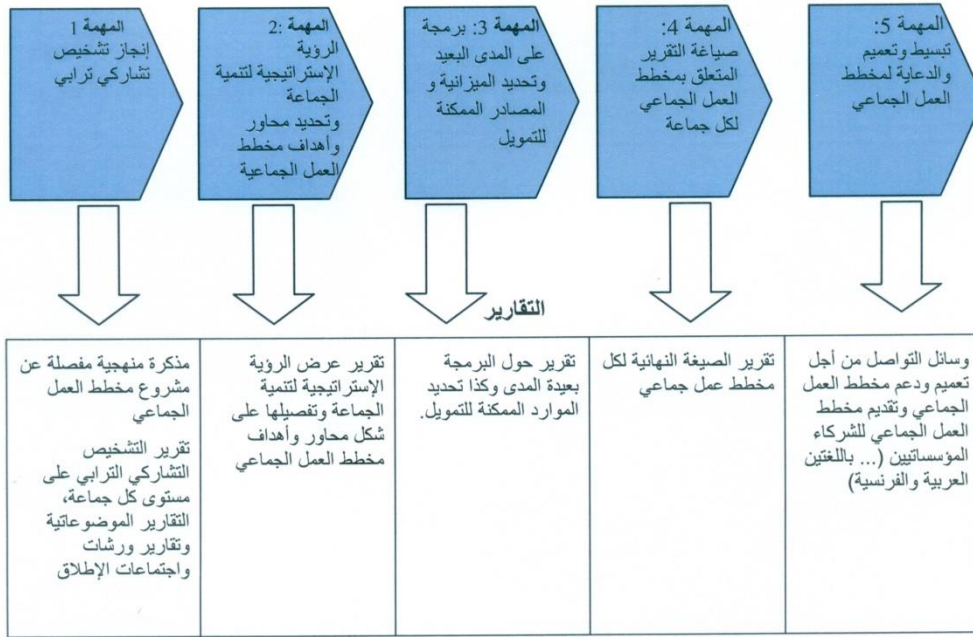 المهمة 1
إنجاز تشخيص
تشاركي ترابي
المهمة 2:
الرؤية
الإستراتيجية لتنمية
الجماعة
وتحديد محاور
وأهداف مخطط
العمل الجماعية
المهمة 3: برمجة
على المدى البعيد
وتحديد الميزانية و
المصادر الممكنة
للتمويل
المهمة 4:
صياغة التقرير
المتعلق بمخطط
العمل الجماعي
لكل جماعة
المهمة 5:
تبسيط وتعميم
والدعاية لمخطط
العمل الجماعي
التقارير
مذكرة منهجية مفصلة عن
مشروع مخطط العمل
الجماعي
تقرير التشخيص
التشاركي الترابي على
مستوى كل جماعة،
التقارير الموضوعاتية
وتقارير ورشات
واجتماعات الإطلاق
تقرير عرض الرؤية
الإستراتيجية لتنمية
الجماعة وتفصيلها على
شكل محاور وأهداف
مخطط العمل الجماعي
تقرير حول البرمجة
بعيدة المدى وكذا تحديد
الموارد الممكنة للتمويل.
تقرير الصيغة النهائية لكل
مخطط عمل جماعي
وسائل التواصل من أجل
تعميم ودعم مخطط العمل
الجماعي وتقديم مخطط
العمل الجماعي للشركاء
المؤسساتيين (... باللغتين
العربية والفرنسية)